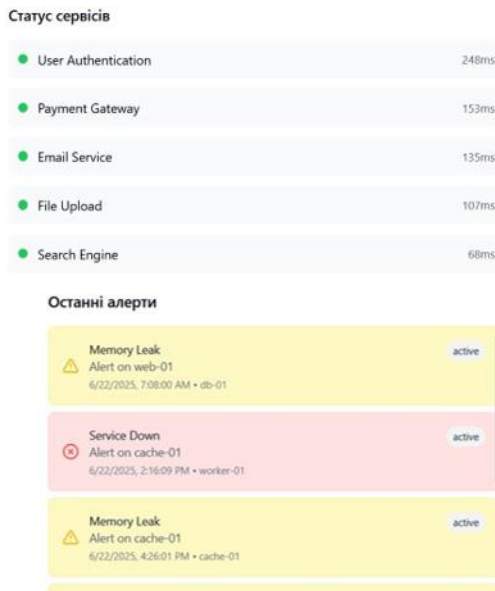 Статус сервісів
User Authentication 248ms
Payment Gateway 153ms
Email Service 135ms
File Upload 107ms
Search Engine 68ms
Останні алерти
Memory Leak active
Alert on web-01
6/22/2025, 7:08:00 AM • db-01
Service Down active
Alert on cache-01
6/22/2025, 2:16:09 PM • worker-01
Memory Leak active
Alert on cache-01
6/22/2025, 4:26:01 PM • cache-01